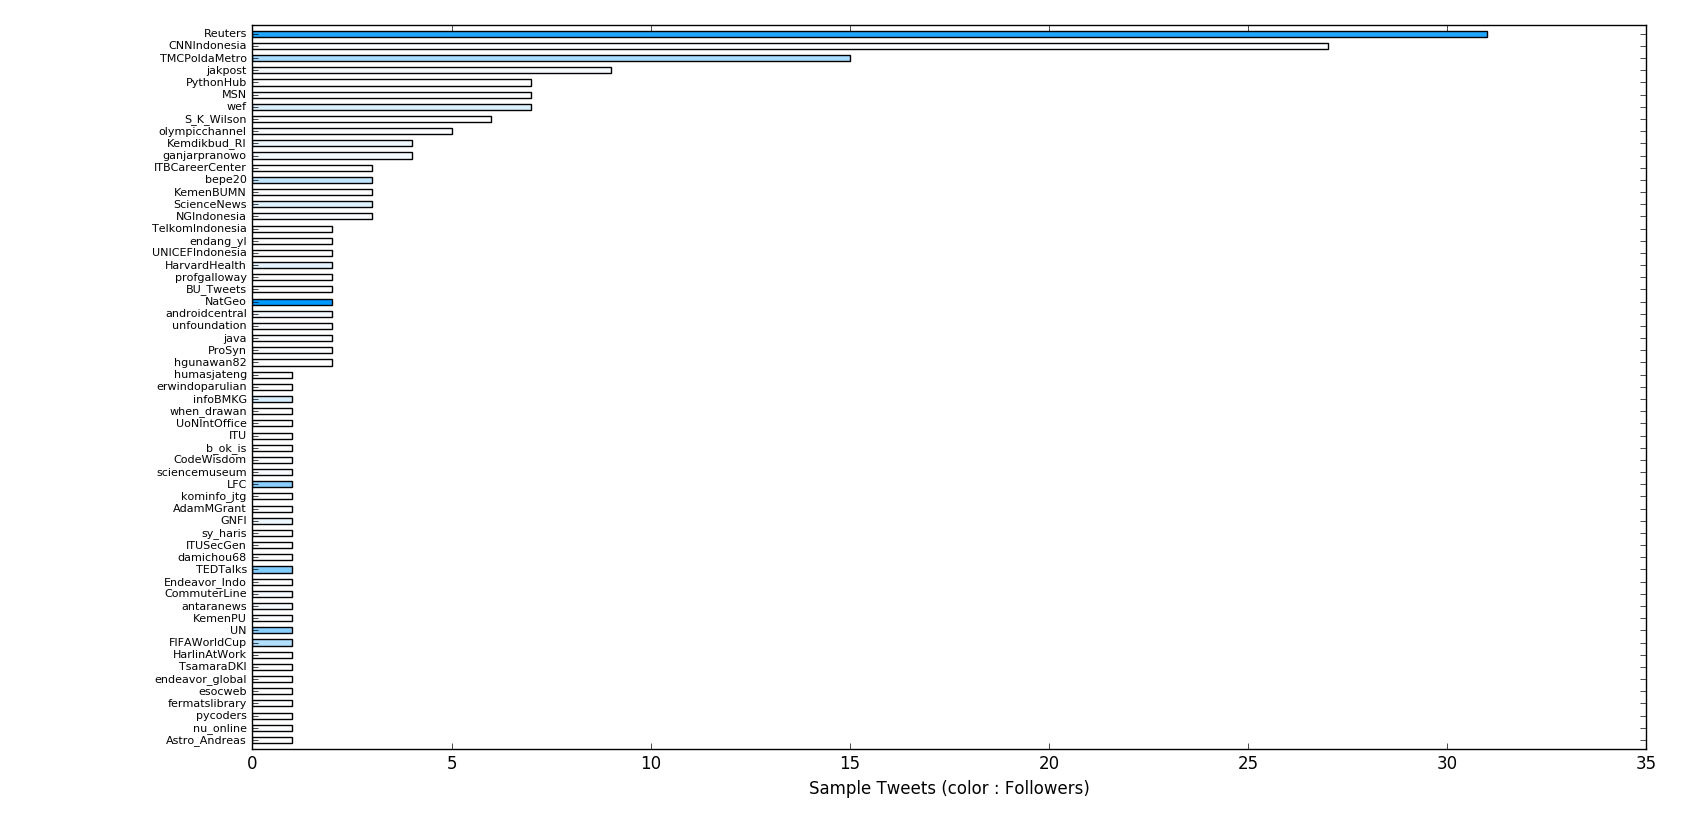 Reuters
CNNIndonesia
TMCPoldaMetro
jakpost
PythonHub
MSN
wef
S_K_Wilson
olympicchannel
Kemdikbud_RI
ganjarpranowo
ITBCareerCenter
bepe20
KemenBUMN
ScienceNews
NGIndonesia
TelkomIndonesia
endang_yl
UNICEFIndonesia
HarvardHealth
profgalloway
BU_Tweets
NatGeo
androidcentral
unfoundation
java
ProSyn
hgunawan82
humasjateng
erwindoparulian
infoBMKG
when_drawan
UoNIntOffice
ITU
b_ok_is
CodeWisdom
sciencemuseum
LFC
kominfo_jtg
AdamMGrant
GNFI
sy_haris
ITUSecGen
damichou68
TEDTalks
Endeavor_Indo
CommuterLine
antaranews
KemenPU
UN
FIFAWorldCup
HarlinAtWork
TsamaraDKI
endeavor_global
esocweb
fermatslibrary
pycoders
nu_online
Astro_Andreas
0 5 10 15 20 25 30 35
Sample Tweets (color : Followers)